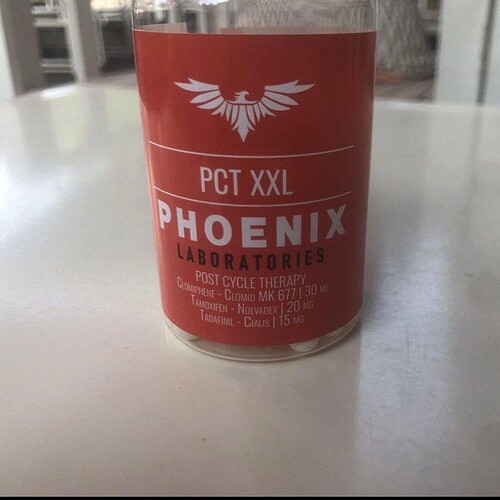 PCT XXL
PHOENIX
LABORATORIES
POST CYCLE THERAPY
CLOMIPHENE - CLOMID MK 677 | 30 MG
TAMOXIFEN - NOLVADEX | 20 MG
TADAFINIL - CIALIS | 15 MG